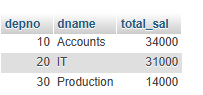 depno dname total_sal
10 Accounts 34000
20 IT 31000
30 Production 14000